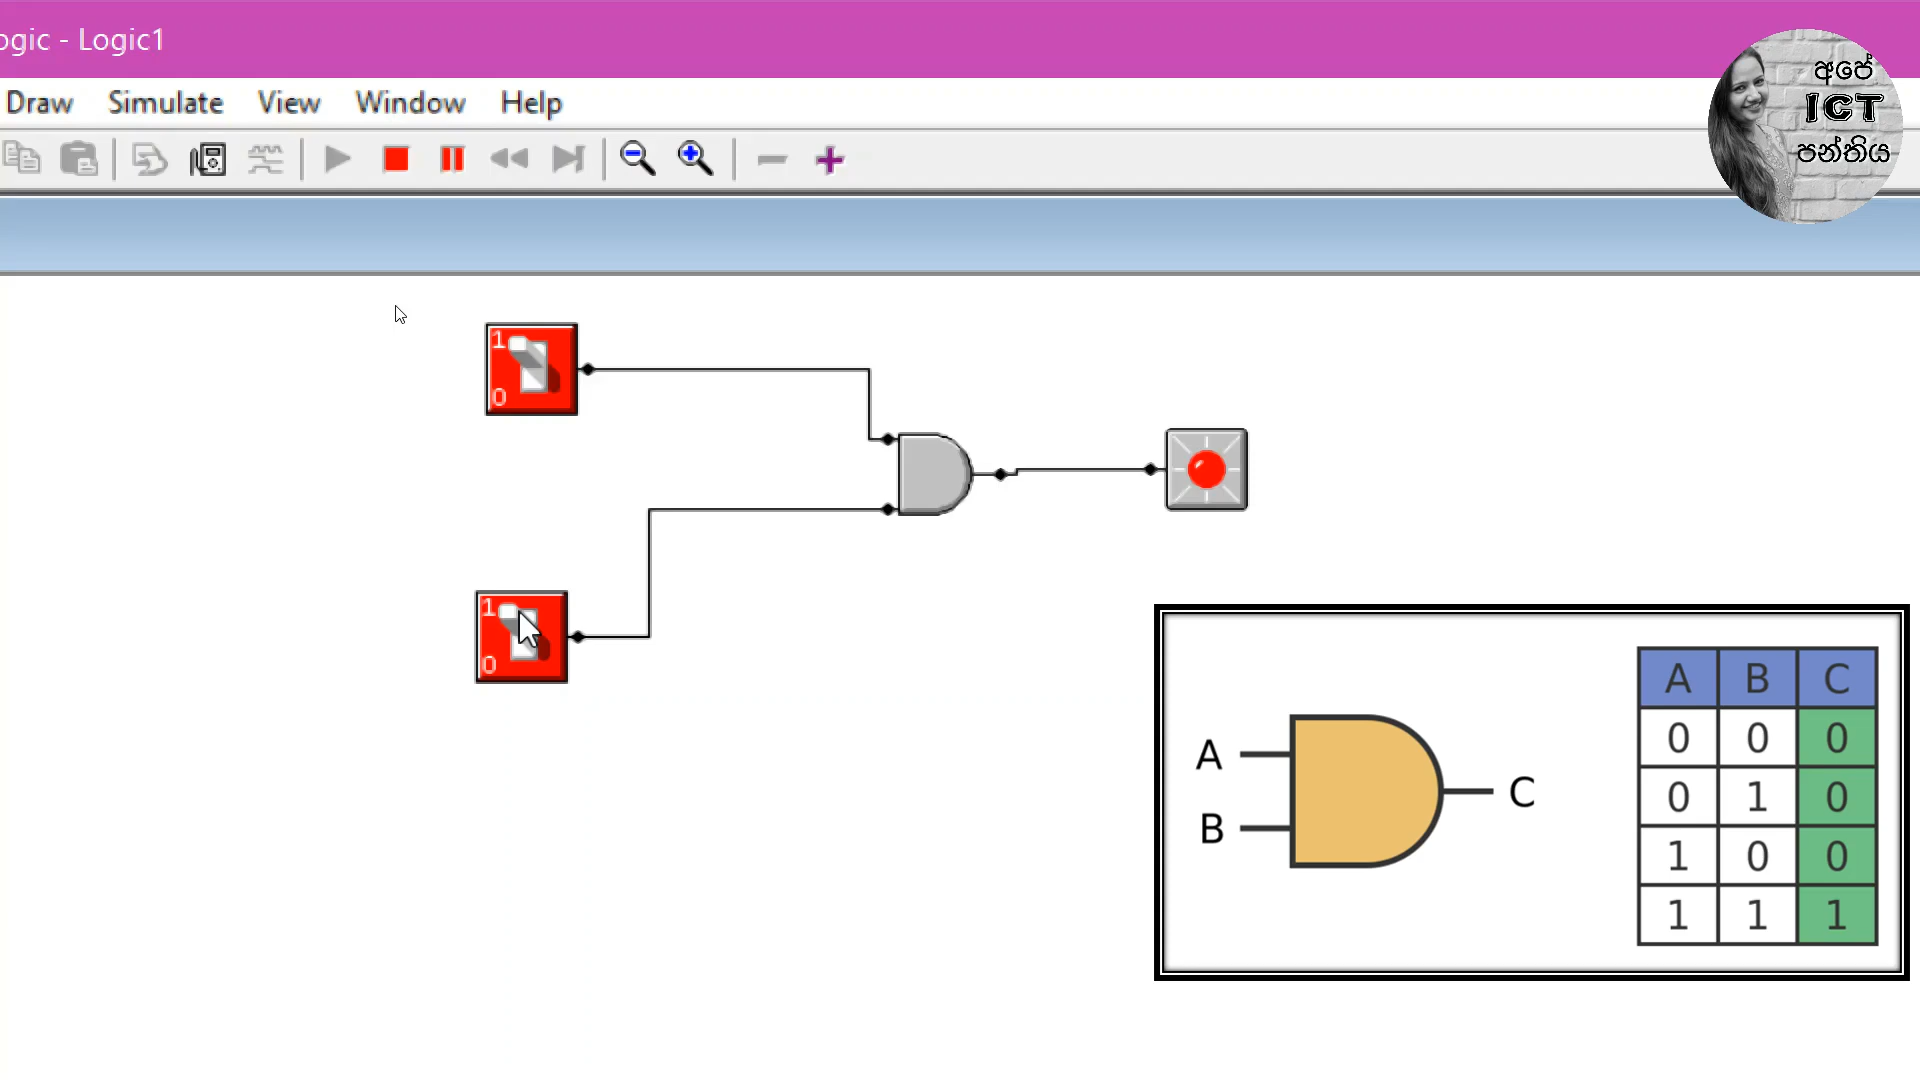 ogic - Logic1
අපේ
ICT
පන්තිය
Draw Simulate View Window Help
1
0
1
0
A
B
C
A B C
0 0 0
0 1 0
1 0 0
1 1 1